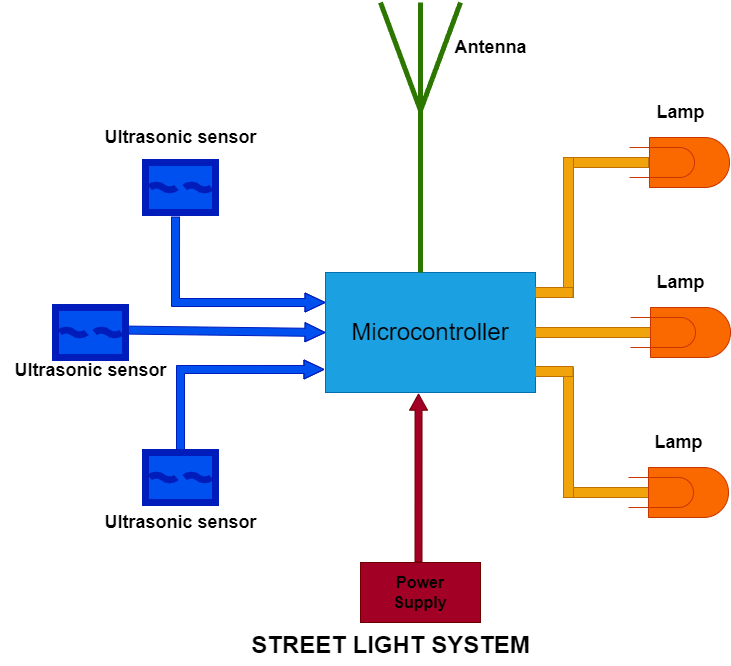 Antenna
Lamp
Ultrasonic sensor
Lamp
Microcontroller
Ultrasonic sensor
Lamp
Ultrasonic sensor
Power
Supply
STREET LIGHT SYSTEM